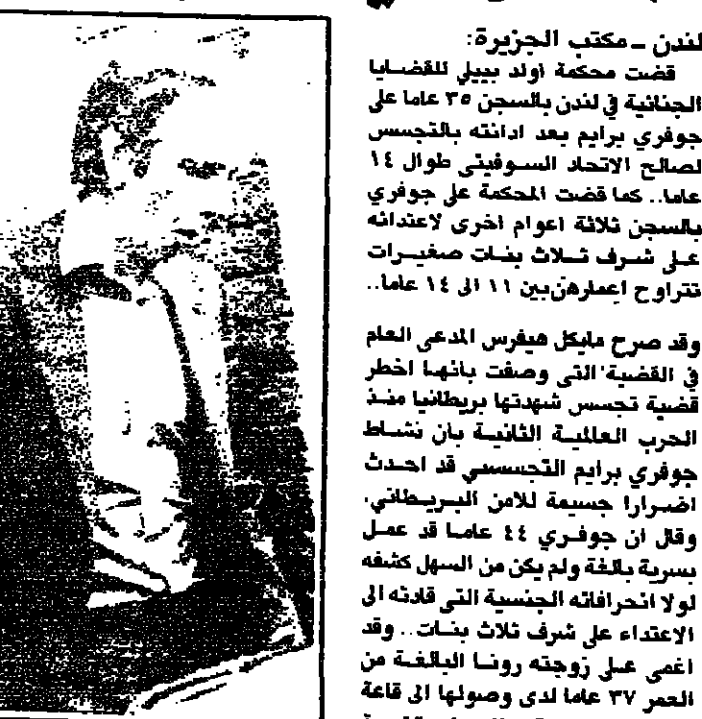 لندن ـ مكتب الجزيرة:
قضت محكمة اولد بييلي للقضايا
الجنائية في لندن بالسجن ٣٥ عاما على
جوفري برايم بعد ادانته بالتجسس
لصالح الاتحاد السوفيتى طوال ١٤
عاما.. كما قضت المحكمة على جوفري
بالسجن ثلاثة اعوام اخرى لاعتدائه
على شرف ثلاث بنات صغيرات
تتراوح اعمارهن بين ١١ الى ١٤ عاما..
وقد صرح مايكل هيفرس المدعى العام
في القضية التى وصفت بانها اخطر
قضية تجسس شهدتها بريطانيا منذ
الحرب العالمية الثانية بان نشاط
جوفري برايم التجسسي قد احدث
اضرارا جسيمة للامن البريطاني.
وقال ان جوفري ٤٤ عاما قد عمل
بسرية بالغة ولم يكن من السهل كشفه
لولا انحرافاته الجنسية التى قادته الى
الاعتداء على شرف ثلاث بنات.. وقد
اغمى على زوجته رونا البالغة من
العمر ٣٧ عاما لدى وصولها الى قاعة